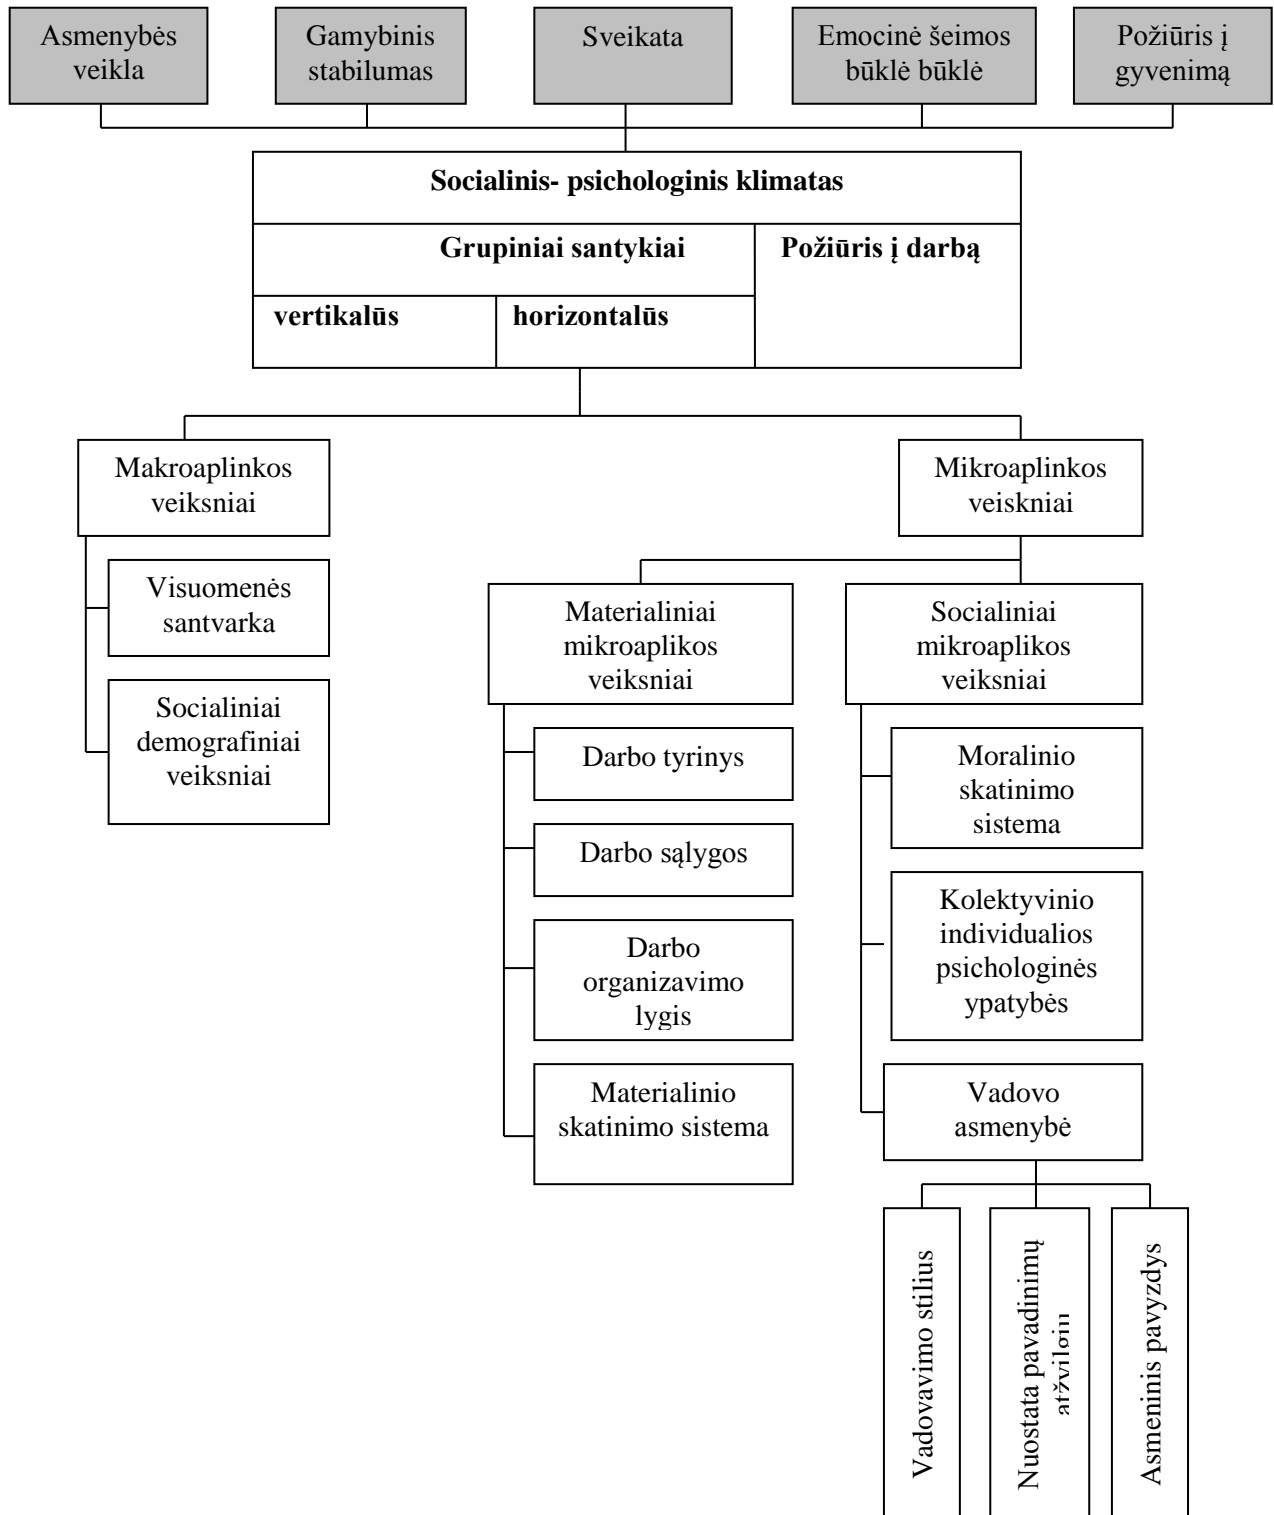 Asmenybės
veikla
Gamybinis
stabilumas
Sveikata
Emocinė šeimos
būklė būklė
Požiūris į
gyvenimą
Socialinis- psichologinis klimatas
Grupiniai santykiai
Požiūris į darbą
vertikalūs
horizontalūs
Makroaplinkos
veiksniai
Mikroaplinkos
veiskniai
Visuomenės
santvarka
Socialiniai
demografiniai
veiksniai
Materialiniai
mikroaplikos
veiksniai
Socialiniai
mikroaplikos
veiksniai
Darbo tyrinys
Darbo sąlygos
Darbo
organizavimo
lygis
Materialinio
skatinimo sistema
Moralinio
skatinimo
sistema
Kolektyvinio
individualios
psichologinės
ypatybės
Vadovo
asmenybė
Vadovavimo stilius
Nuostata pavadinimų
atžvilgiu
Asmeninis pavyzdys